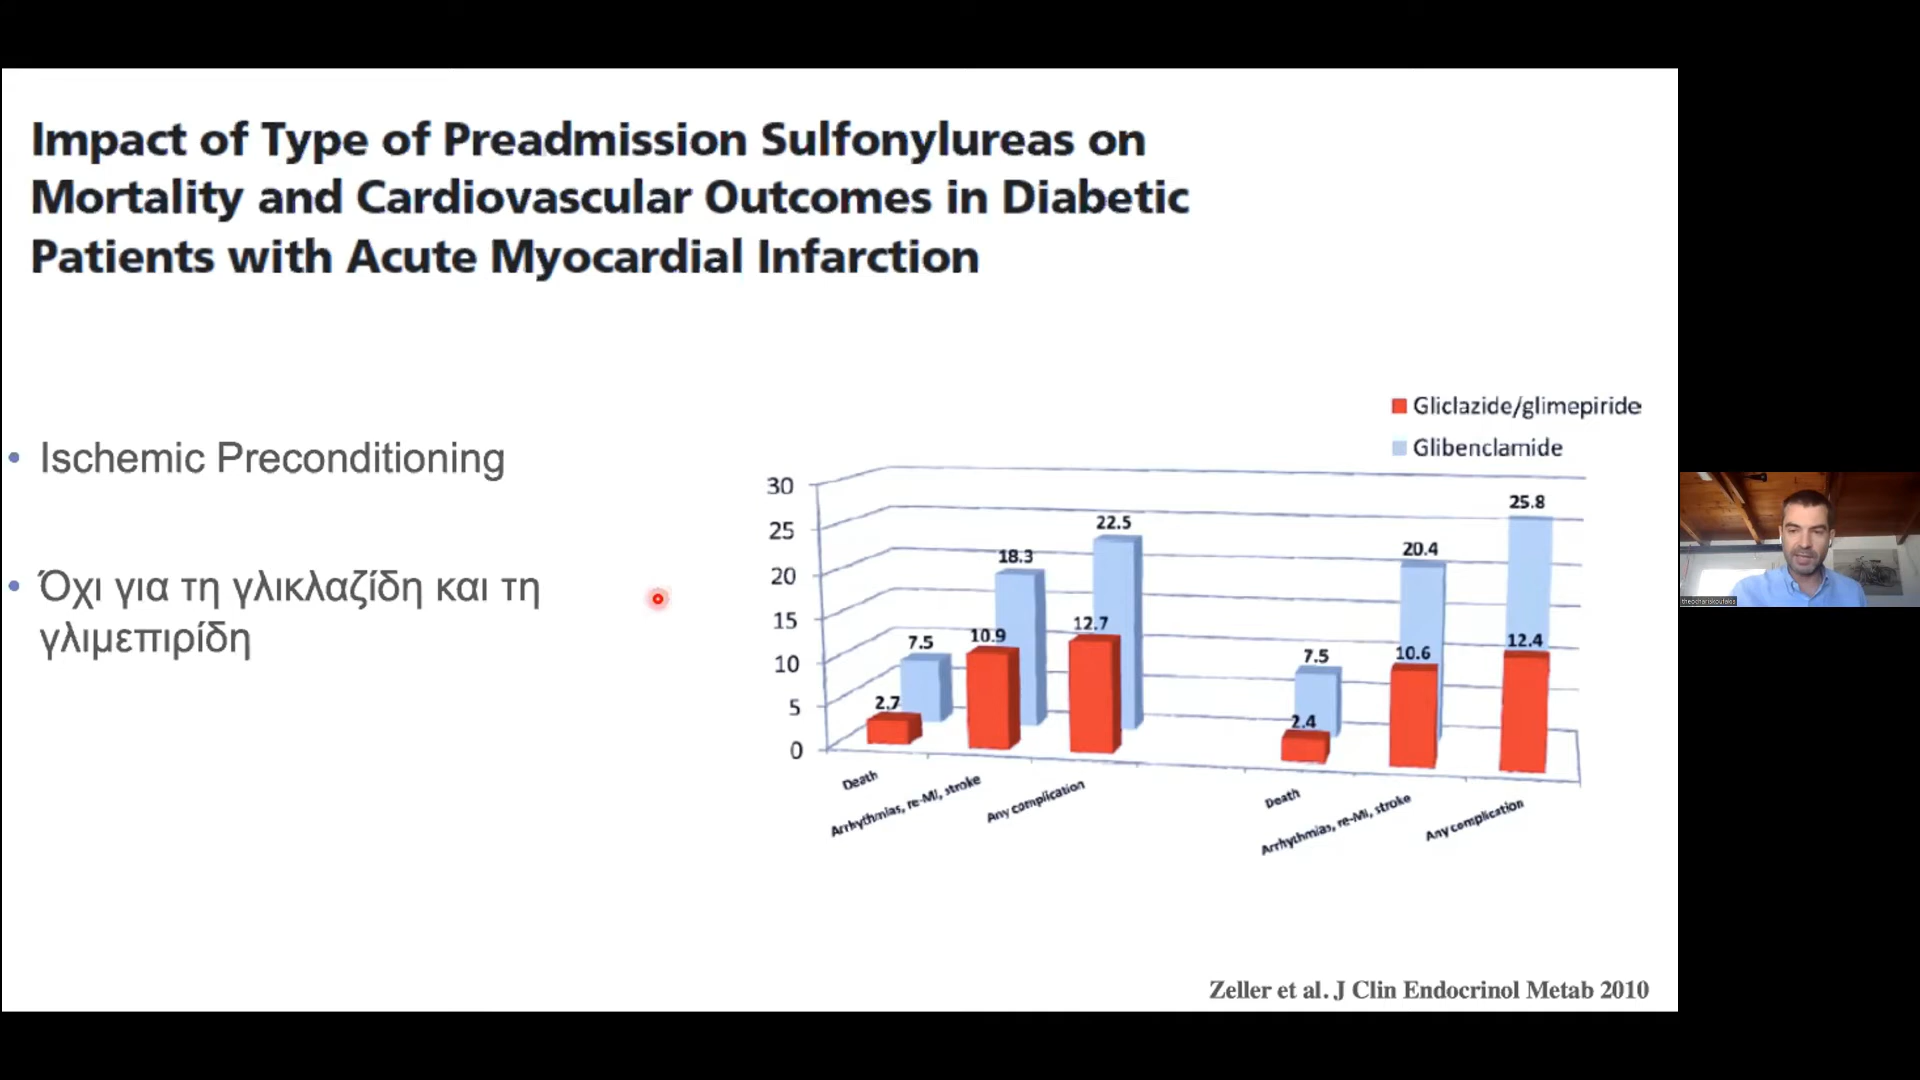 Impact of Type of Preadmission Sulfonylureas on
Mortality and Cardiovascular Outcomes in Diabetic
Patients with Acute Myocardial Infarction
• Ischemic Preconditioning
• Όχι για τη γλικλαζίδη και τη
γλιμεπιρίδη
Gliclazide/glimepiride
Glibenclamide
30
25
20
15
10
5
0
2.7
7.5
10.9
18.3
12.7
22.5
2.4
7.5
10.6
20.4
12.4
25.8
Death
Arrhythmias, re-MI, stroke
Any complication
Death
Arrhythmias, re-MI, stroke
Any complication
Zeller et al. J Clin Endocrinol Metab 2010
theochariskoufakis